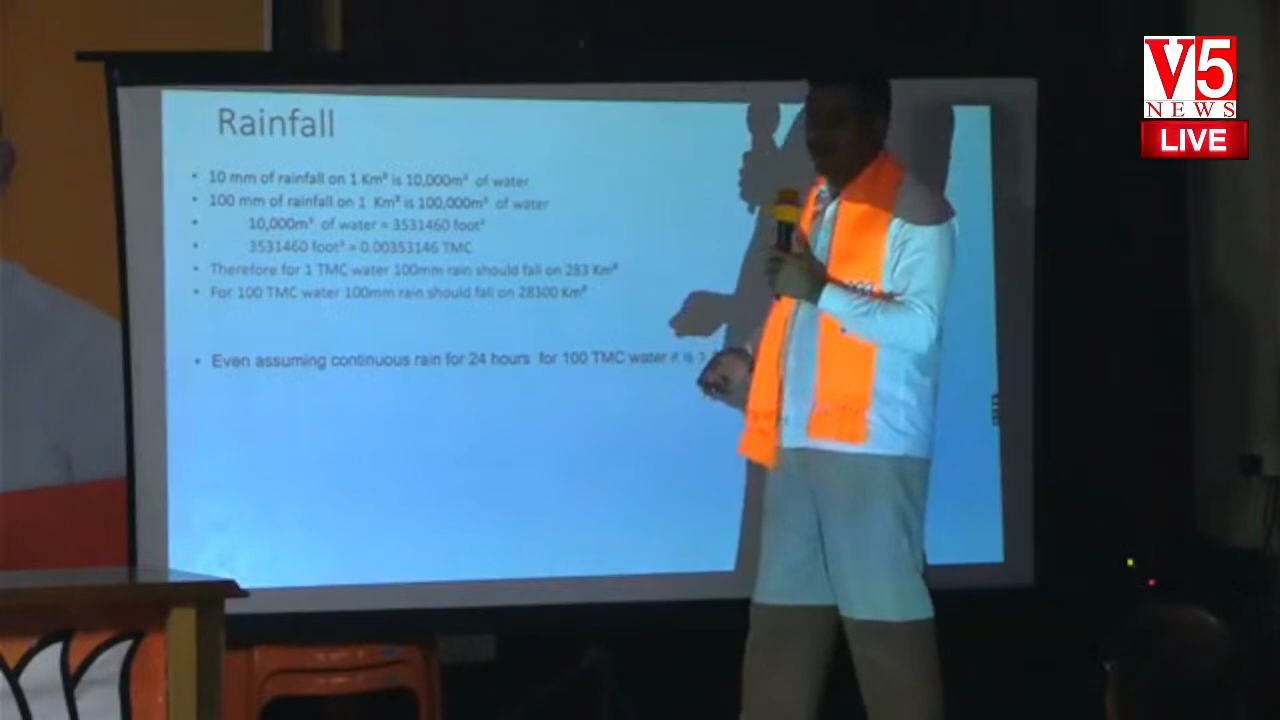 V5
NEWS
LIVE
Rainfall
• 10 mm of rainfall on 1 Km² is 10,000m³ of water
• 100 mm of rainfall on 1 Km² is 100,000m³ of water
• 10,000m³ of water = 3531460 foot³
• 3531460 foot³ = 0.00353146 TMC
• Therefore for 1 TMC water 100mm rain should fall on 283 Km²
• For 100 TMC water 100mm rain should fall on 28300 Km²
• Even assuming continuous rain for 24 hours for 100 TMC water it is